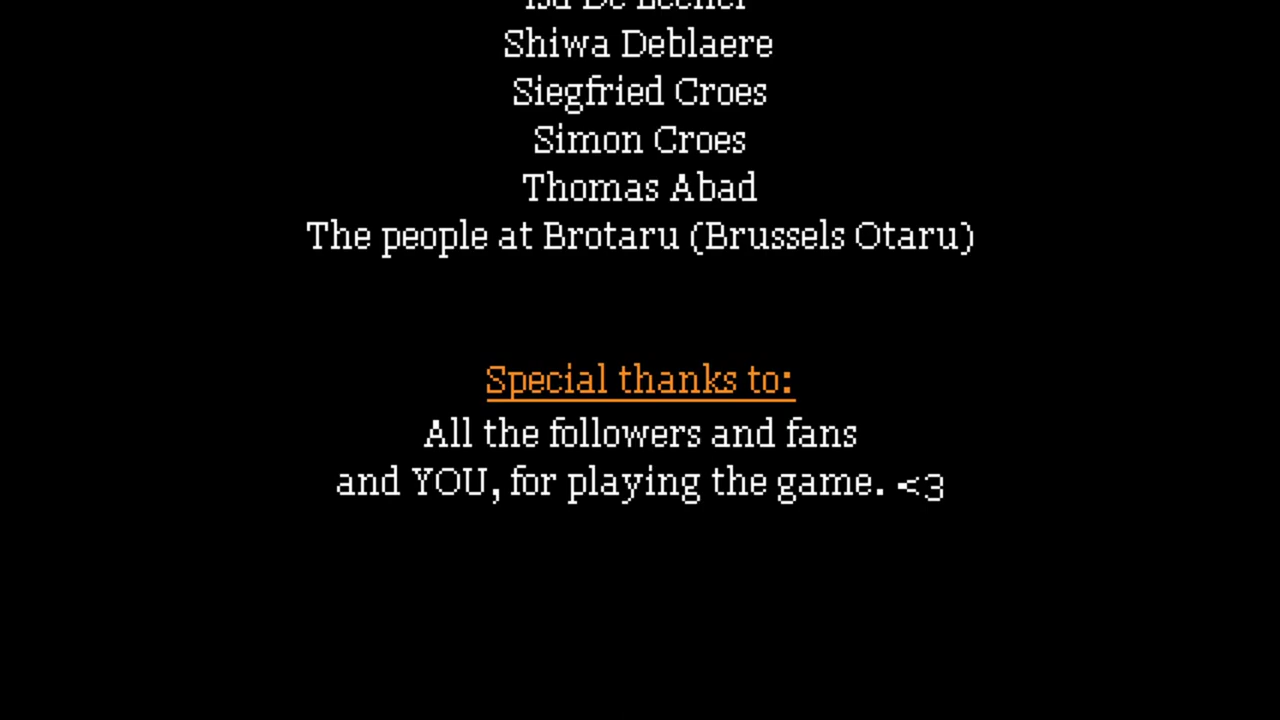 Shiwa Deblaere
Siegfried Croes
Simon Croes
Thomas Abad
The people at Brotaru (Brussels Otaru)
Special thanks to:
All the followers and fans
and YOU, for playing the game. <3